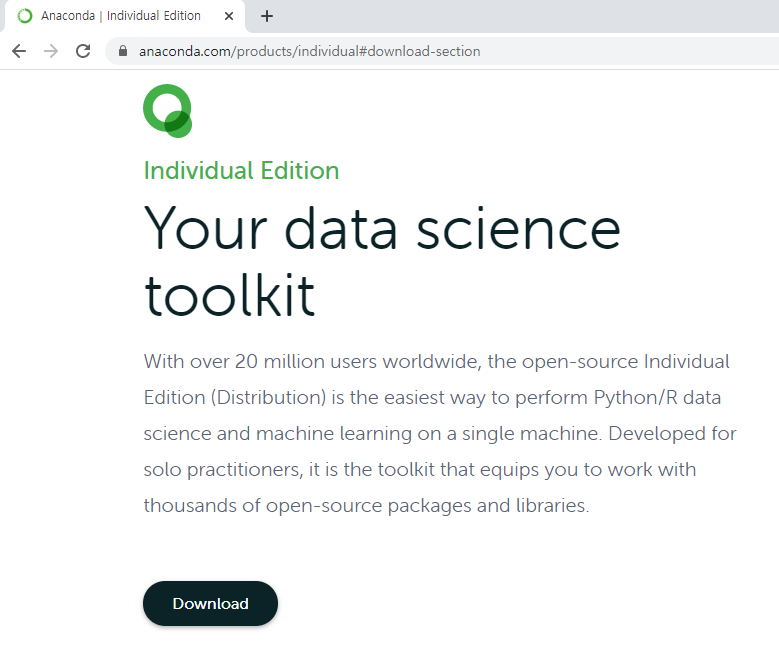 Anaconda | Individual Edition
anaconda.com/products/individual#download-section
Individual Edition
Your data science
toolkit
With over 20 million users worldwide, the open-source Individual
Edition (Distribution) is the easiest way to perform Python/R data
science and machine learning on a single machine. Developed for
solo practitioners, it is the toolkit that equips you to work with
thousands of open-source packages and libraries.
Download